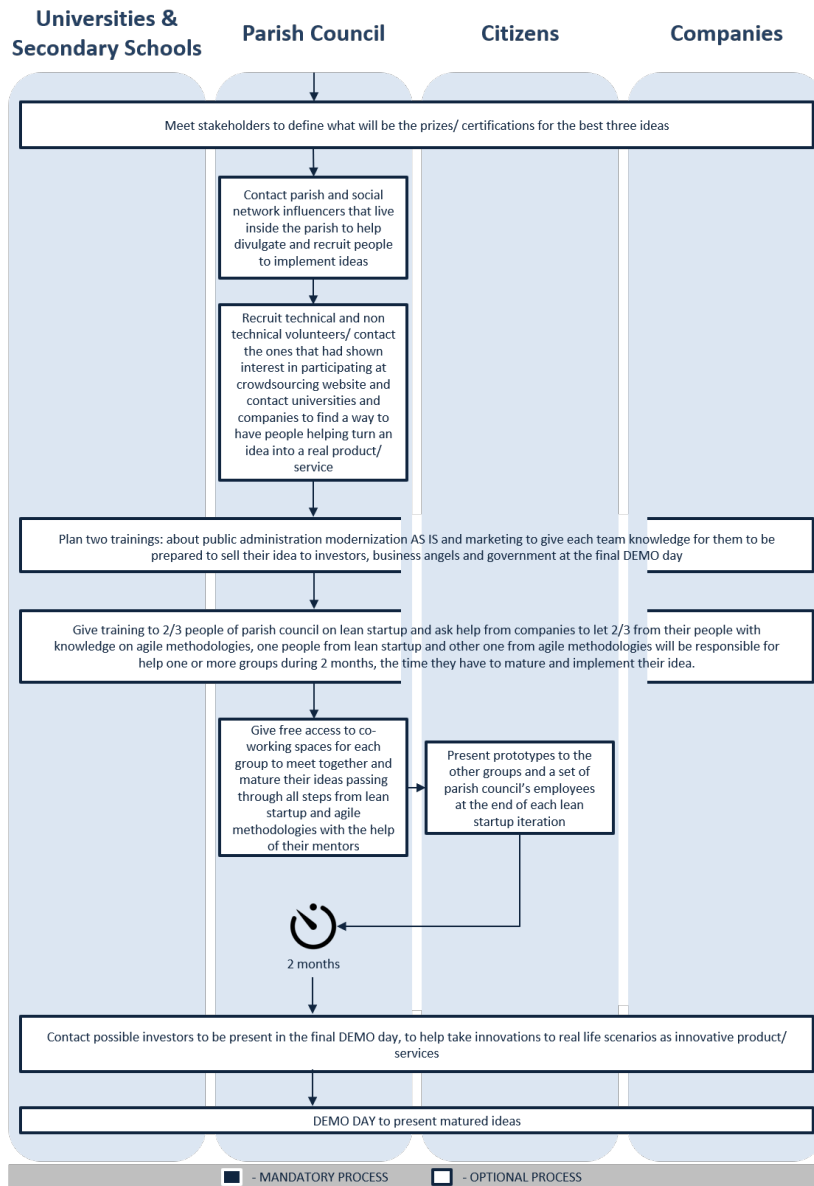 Universities &
Secondary Schools
Parish Council
Citizens
Companies
Meet stakeholders to define what will be the prizes/ certifications for the best three ideas
Contact parish and social
network influencers that live
inside the parish to help
divulgate and recruit people
to implement ideas
Recruit technical and non
technical volunteers/ contact
the ones that had shown
interest in participating at
crowdsourcing website and
contact universities and
companies to find a way to
have people helping turn an
idea into a real product/
service
Plan two trainings: about public administration modernization AS IS and marketing to give each team knowledge for them to be
prepared to sell their idea to investors, business angels and government at the final DEMO day
Give training to 2/3 people of parish council on lean startup and ask help from companies to let 2/3 from their people with
knowledge on agile methodologies, one people from lean startup and other one from agile methodologies will be responsible for
help one or more groups during 2 months, the time they have to mature and implement their idea.
Give free access to co-
working spaces for each
group to meet together and
mature their ideas passing
through all steps from lean
startup and agile
methodologies with the help
of their mentors
Present prototypes to the
other groups and a set of
parish council’s employees
at the end of each lean
startup iteration
2 months
Contact possible investors to be present in the final DEMO day, to help take innovations to real life scenarios as innovative product/
services
DEMO DAY to present matured ideas
- MANDATORY PROCESS
- OPTIONAL PROCESS